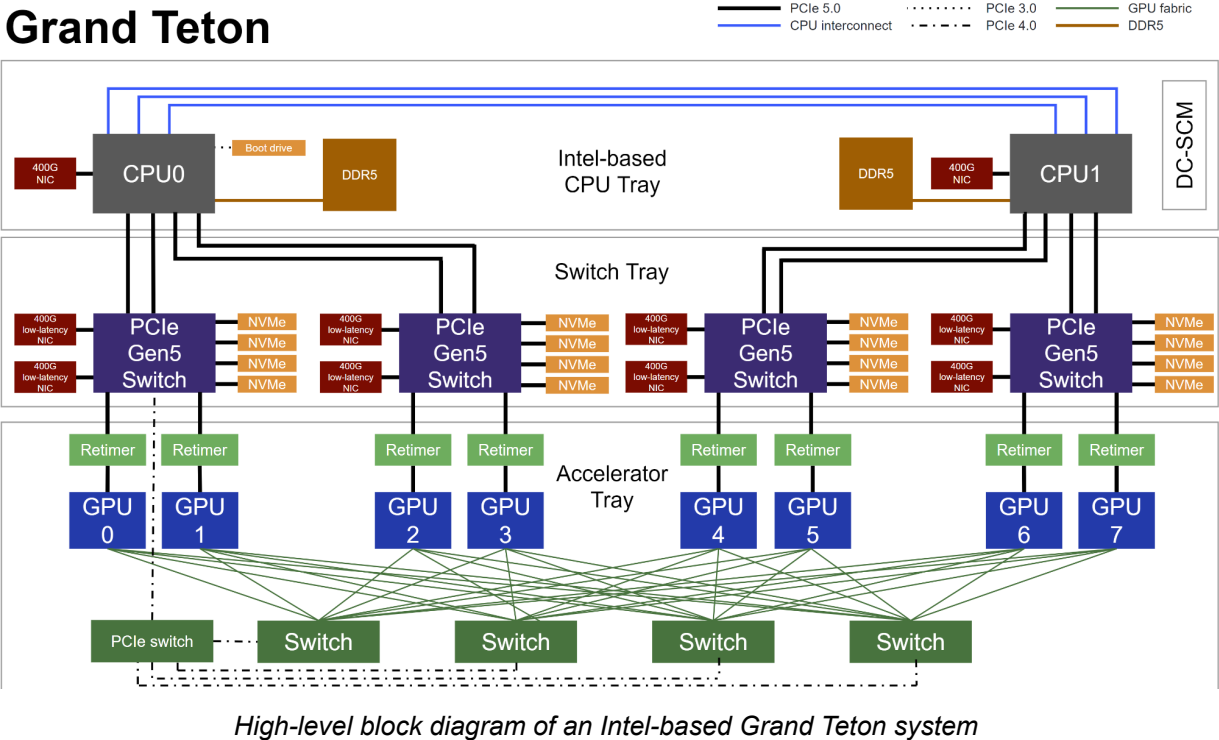 Grand Teton
PCIe 5.0
PCIe 3.0
GPU fabric
CPU interconnect
PCIe 4.0
DDR5
400G
NIC
CPU0
Boot drive
DDR5
Intel-based
CPU Tray
DDR5
400G
NIC
CPU1
DC-SCM
Switch Tray
400G
low-latency
NIC
400G
low-latency
NIC
PCIe
Gen5
Switch
NVMe
NVMe
NVMe
NVMe
400G
low-latency
NIC
400G
low-latency
NIC
PCIe
Gen5
Switch
NVMe
NVMe
NVMe
NVMe
400G
low-latency
NIC
400G
low-latency
NIC
PCIe
Gen5
Switch
NVMe
NVMe
NVMe
NVMe
400G
low-latency
NIC
400G
low-latency
NIC
PCIe
Gen5
Switch
NVMe
NVMe
NVMe
NVMe
Retimer
Retimer
Retimer
Retimer
Retimer
Retimer
Retimer
Retimer
Accelerator
Tray
GPU
0
GPU
1
GPU
2
GPU
3
GPU
4
GPU
5
GPU
6
GPU
7
PCIe switch
Switch
Switch
Switch
Switch
High-level block diagram of an Intel-based Grand Teton system